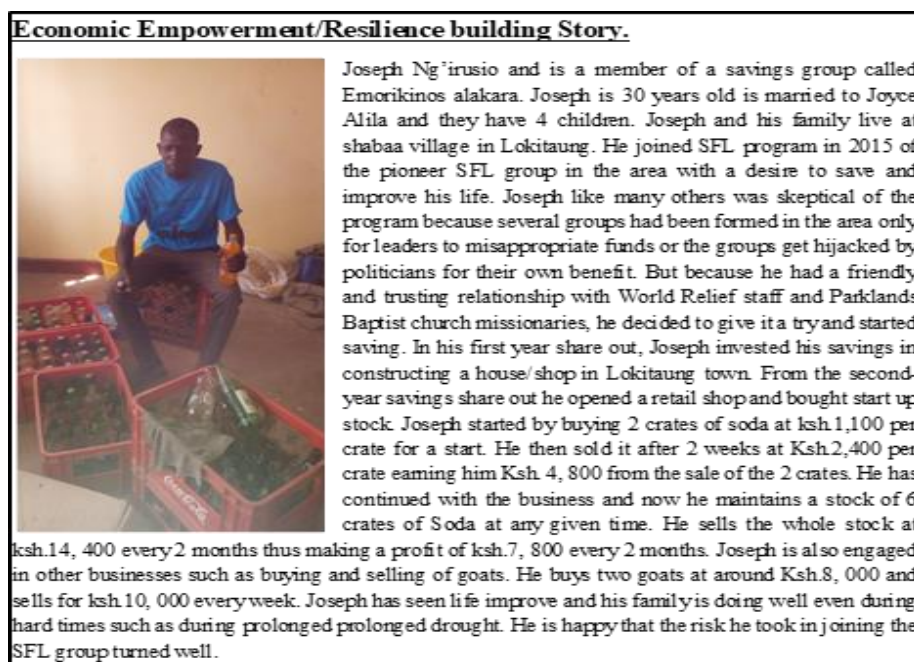 Economic Empowerment/Resilience building Story.
Joseph Ng'irusio and is a member of a savings group called
Emorikinos alakara. Joseph is 30 years old is married to Joyce
Alila and they have 4 children. Joseph and his family live at
shabaa village in Lokitaung. He joined SFL program in 2015 of
the pioneer SFL group in the area with a desire to save and
improve his life. Joseph like many others was skeptical of the
program because several groups had been formed in the area only
for leaders to misappropriate funds or the groups get hijacked by
politicians for their own benefit. But because he had a friendly
and trusting relationship with World Relief staff and Parklands
Baptist church missionaries, he decided to give it a try and started
saving. In his first year share out, Joseph invested his savings in
constructing a house/shop in Lokitaung town. From the second-
year savings share out he opened a retail shop and bought start up
stock. Joseph started by buying 2 crates of soda at ksh.1,100 per
crate for a start. He then sold it after 2 weeks at Ksh.2,400 per
crate earning him Ksh. 4, 800 from the sale of the 2 crates. He has
continued with the business and now he maintains a stock of 6
crates of Soda at any given time. He sells the whole stock at
ksh.14, 400 every 2 months thus making a profit of ksh.7, 800 every 2 months. Joseph is also engaged
in other businesses such as buying and selling of goats. He buys two goats at around Ksh.8, 000 and
sells for ksh.10, 000 every week. Joseph has seen life improve and his family is doing well even during
hard times such as during prolonged prolonged drought. He is happy that the risk he took in joining the
SFL group turned well.
Coca-Cola